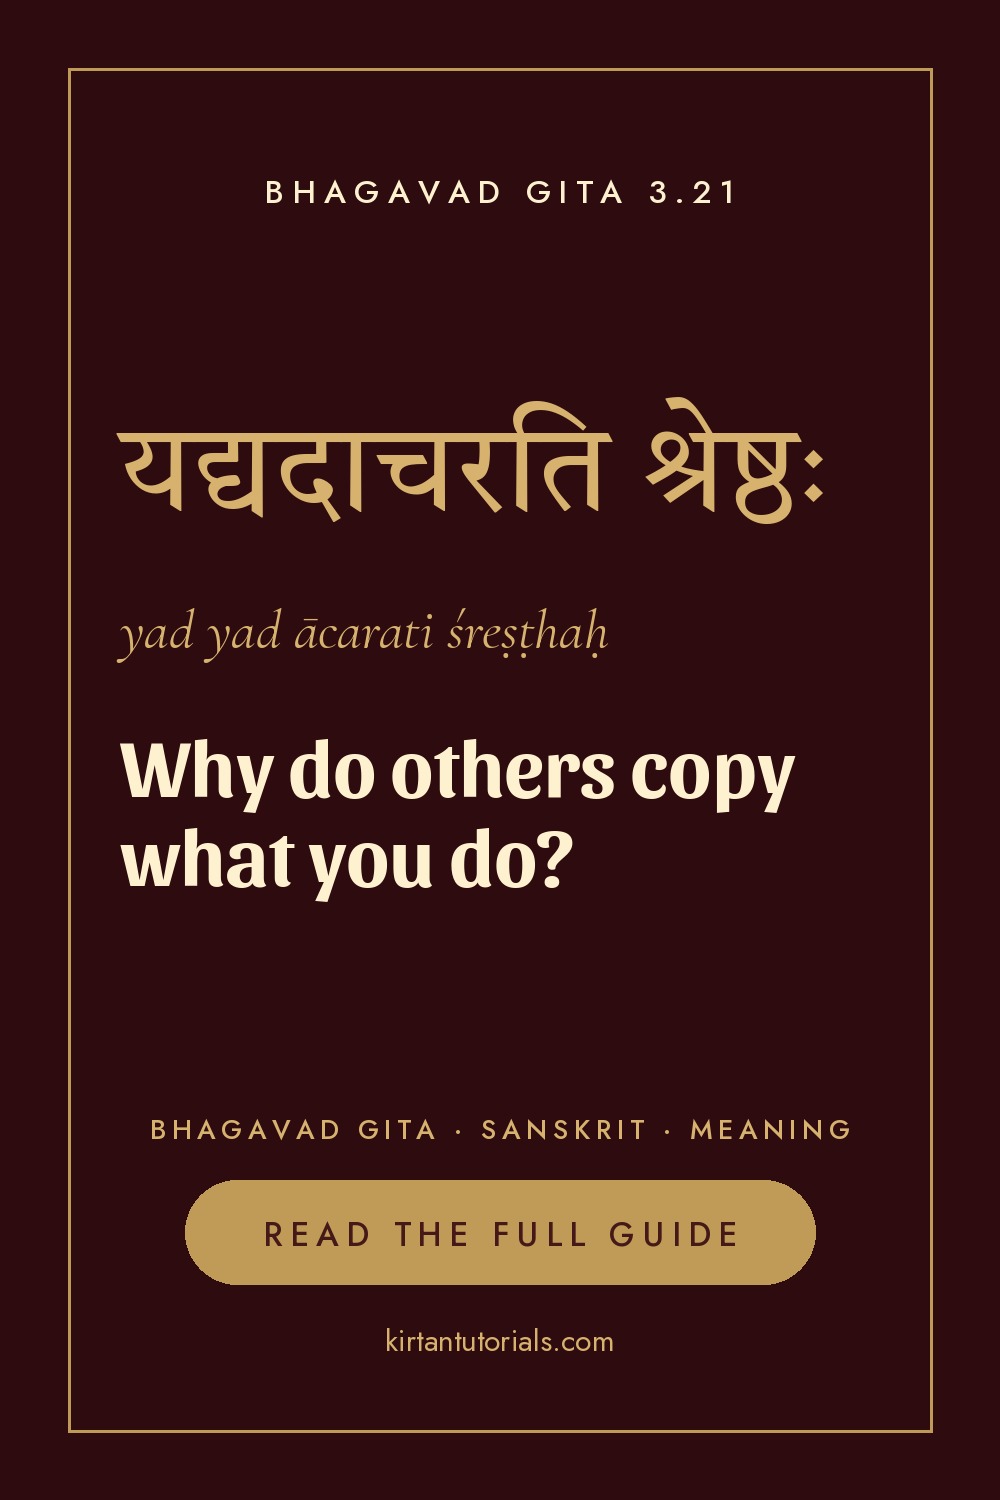 BHAGAVAD GITA 3.21
यद्यदाचरति श्रेष्ठः
yad yad ācarati śreṣṭhaḥ
Why do others copy
what you do?
BHAGAVAD GITA · SANSKRIT · MEANING
READ THE FULL GUIDE
kirtantutorials.com